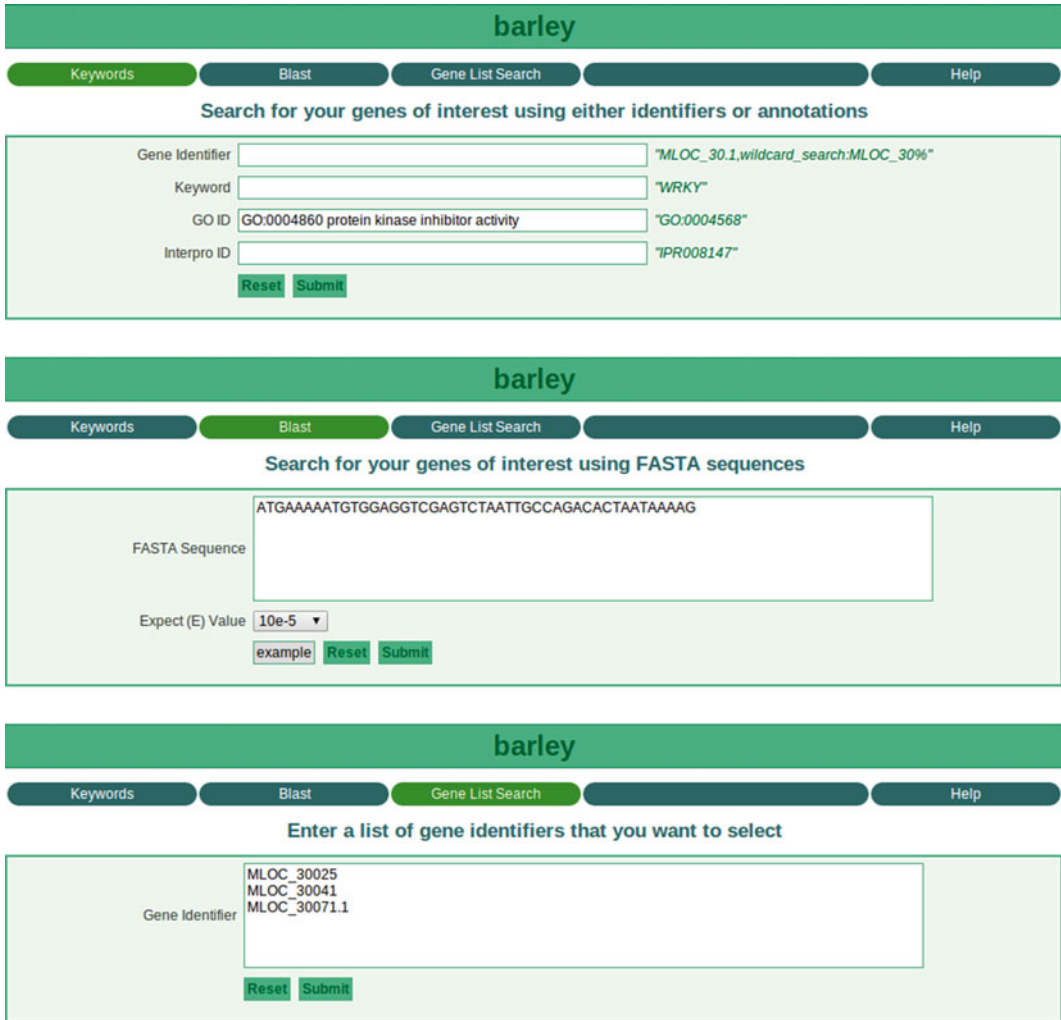 barley
Keywords Blast Gene List Search Help
Search for your genes of interest using either identifiers or annotations
Gene Identifier "MLOC_30.1,wildcard_search:MLOC_30%"
Keyword "WRKY"
GO ID GO:0004860 protein kinase inhibitor activity "GO:0004568"
Interpro ID "IPR008147"
Reset Submit
barley
Keywords Blast Gene List Search Help
Search for your genes of interest using FASTA sequences
ATGAAAAATGTGGAGGTCGAGTCTAATTGCCAGACACTAATAAAAG
FASTA Sequence
Expect (E) Value 10e-5 ▼
example Reset Submit
barley
Keywords Blast Gene List Search Help
Enter a list of gene identifiers that you want to select
MLOC_30025
MLOC_30041
Gene Identifier MLOC_30071.1
Reset Submit